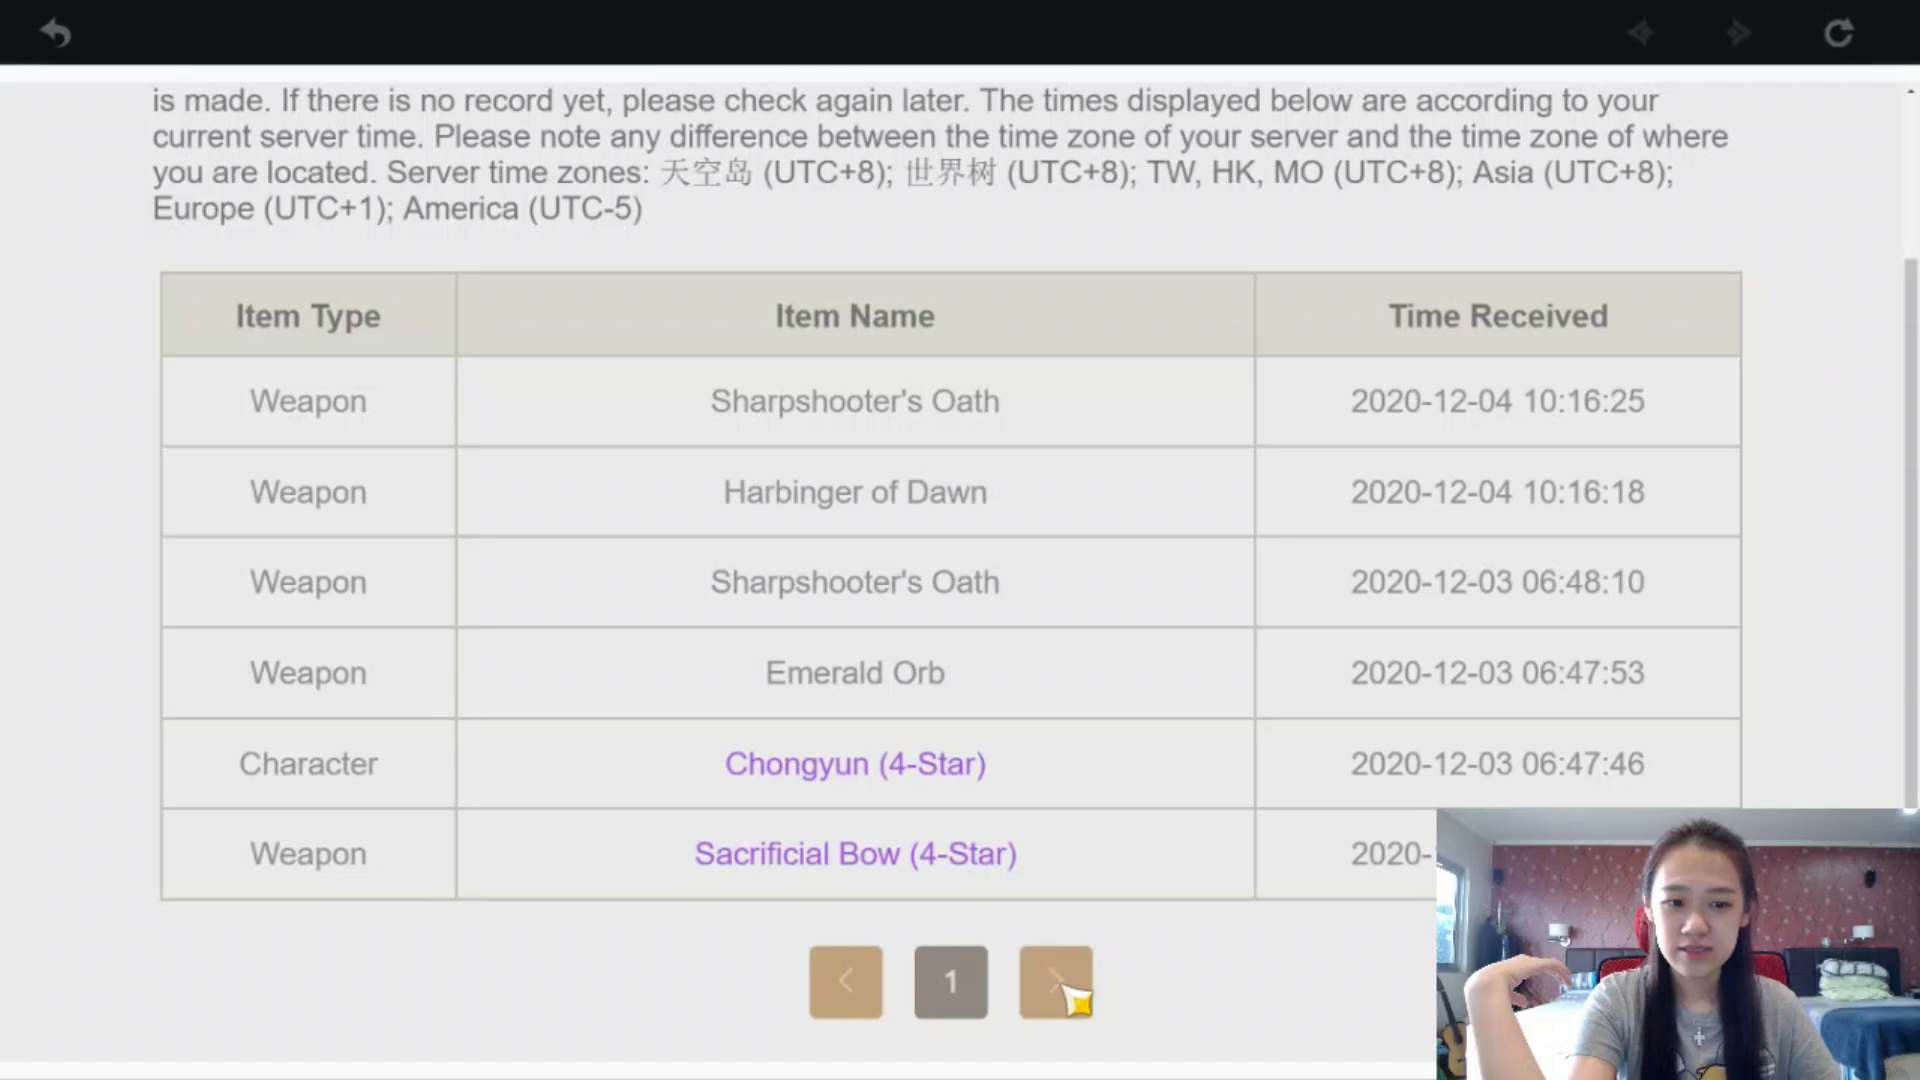 is made. If there is no record yet, please check again later. The times displayed below are according to your
current server time. Please note any difference between the time zone of your server and the time zone of where
you are located. Server time zones: 天空岛 (UTC+8); 世界树 (UTC+8); TW, HK, MO (UTC+8); Asia (UTC+8);
Europe (UTC+1); America (UTC-5)
Item Type Item Name Time Received
Weapon Sharpshooter's Oath 2020-12-04 10:16:25
Weapon Harbinger of Dawn 2020-12-04 10:16:18
Weapon Sharpshooter's Oath 2020-12-03 06:48:10
Weapon Emerald Orb 2020-12-03 06:47:53
Character Chongyun (4-Star) 2020-12-03 06:47:46
Weapon Sacrificial Bow (4-Star) 2020-
1